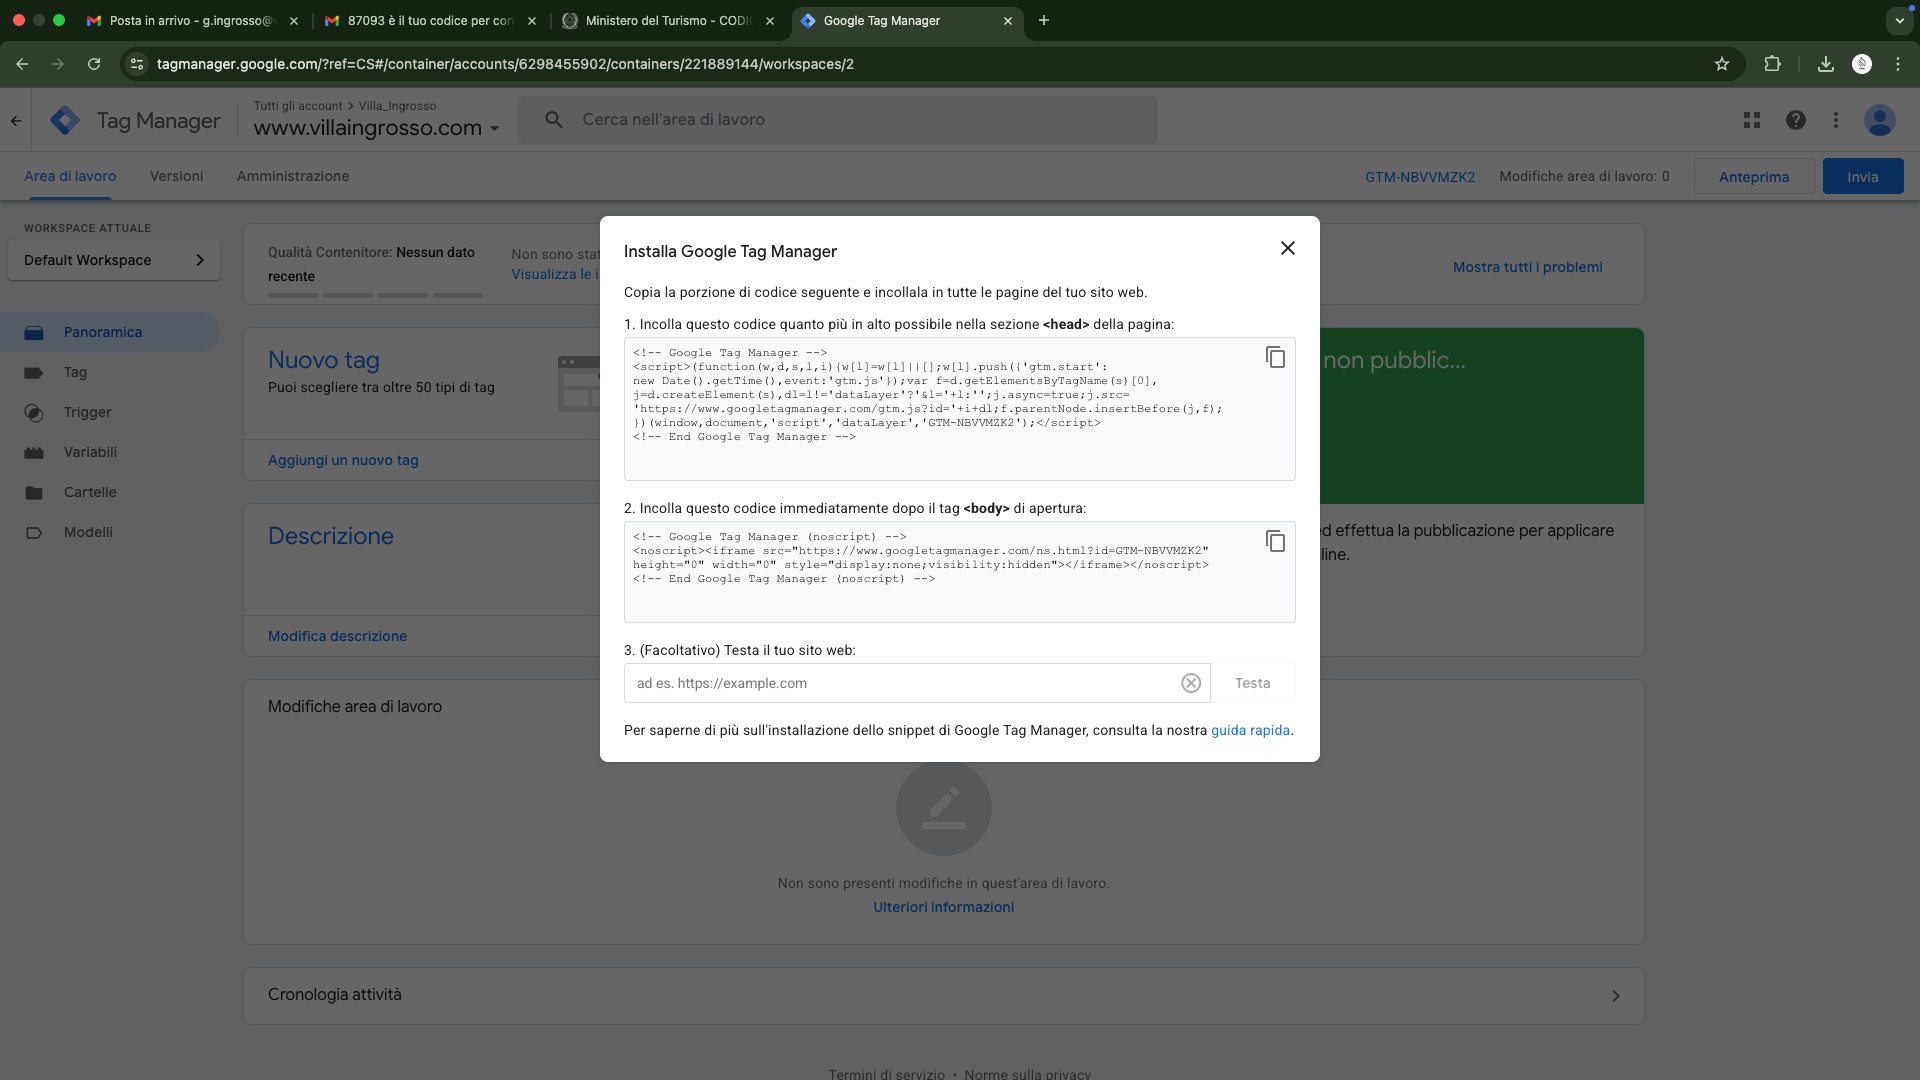 Posta in arrivo - g.ingrosso@
87093 è il tuo codice per con
Ministero del Turismo - CODI
Google Tag Manager
tagmanager.google.com/?ref=CS#/container/accounts/6298455902/containers/221889144/workspaces/2
Tag Manager
Tutti gli account > Villa_Ingrosso
www.villaingrosso.com
Cerca nell'area di lavoro
Area di lavoro
Versioni
Amministrazione
GTM-NBVVMZK2
Modifiche area di lavoro: 0
Anteprima
Invia
WORKSPACE ATTUALE
Default Workspace
Panoramica
Tag
Trigger
Variabili
Cartelle
Modelli
Qualità Contenitore: Nessun dato
recente
Non sono stat
Visualizza le i
Mostra tutti i problemi
Nuovo tag
Puoi scegliere tra oltre 50 tipi di tag
Aggiungi un nuovo tag
Descrizione
Modifica descrizione
non pubblic...
ed effettua la pubblicazione per applicare
line.
Installa Google Tag Manager
Copia la porzione di codice seguente e incollala in tutte le pagine del tuo sito web.
1. Incolla questo codice quanto più in alto possibile nella sezione <head> della pagina:
<!-- Google Tag Manager -->
<script>(function(w,d,s,l,i){w[l]=w[l]||[];w[l].push({'gtm.start':
new Date().getTime(),event:'gtm.js'});var f=d.getElementsByTagName(s)[0],
j=d.createElement(s),dl=l!='dataLayer'?'&l='+l:'';j.async=true;j.src=
'https://www.googletagmanager.com/gtm.js?id='+i+dl;f.parentNode.insertBefore(j,f);
})(window,document,'script','dataLayer','GTM-NBVVMZK2');</script>
<!-- End Google Tag Manager -->
2. Incolla questo codice immediatamente dopo il tag <body> di apertura:
<!-- Google Tag Manager (noscript) -->
<noscript><iframe src="https://www.googletagmanager.com/ns.html?id=GTM-NBVVMZK2"
height="0" width="0" style="display:none;visibility:hidden"></iframe></noscript>
<!-- End Google Tag Manager (noscript) -->
3. (Facoltativo) Testa il tuo sito web:
ad es. https://example.com
Testa
Per saperne di più sull'installazione dello snippet di Google Tag Manager, consulta la nostra guida rapida.
Modifiche area di lavoro
Non sono presenti modifiche in quest'area di lavoro.
Ulteriori informazioni
Cronologia attività
Termini di servizio • Norme sulla privacy